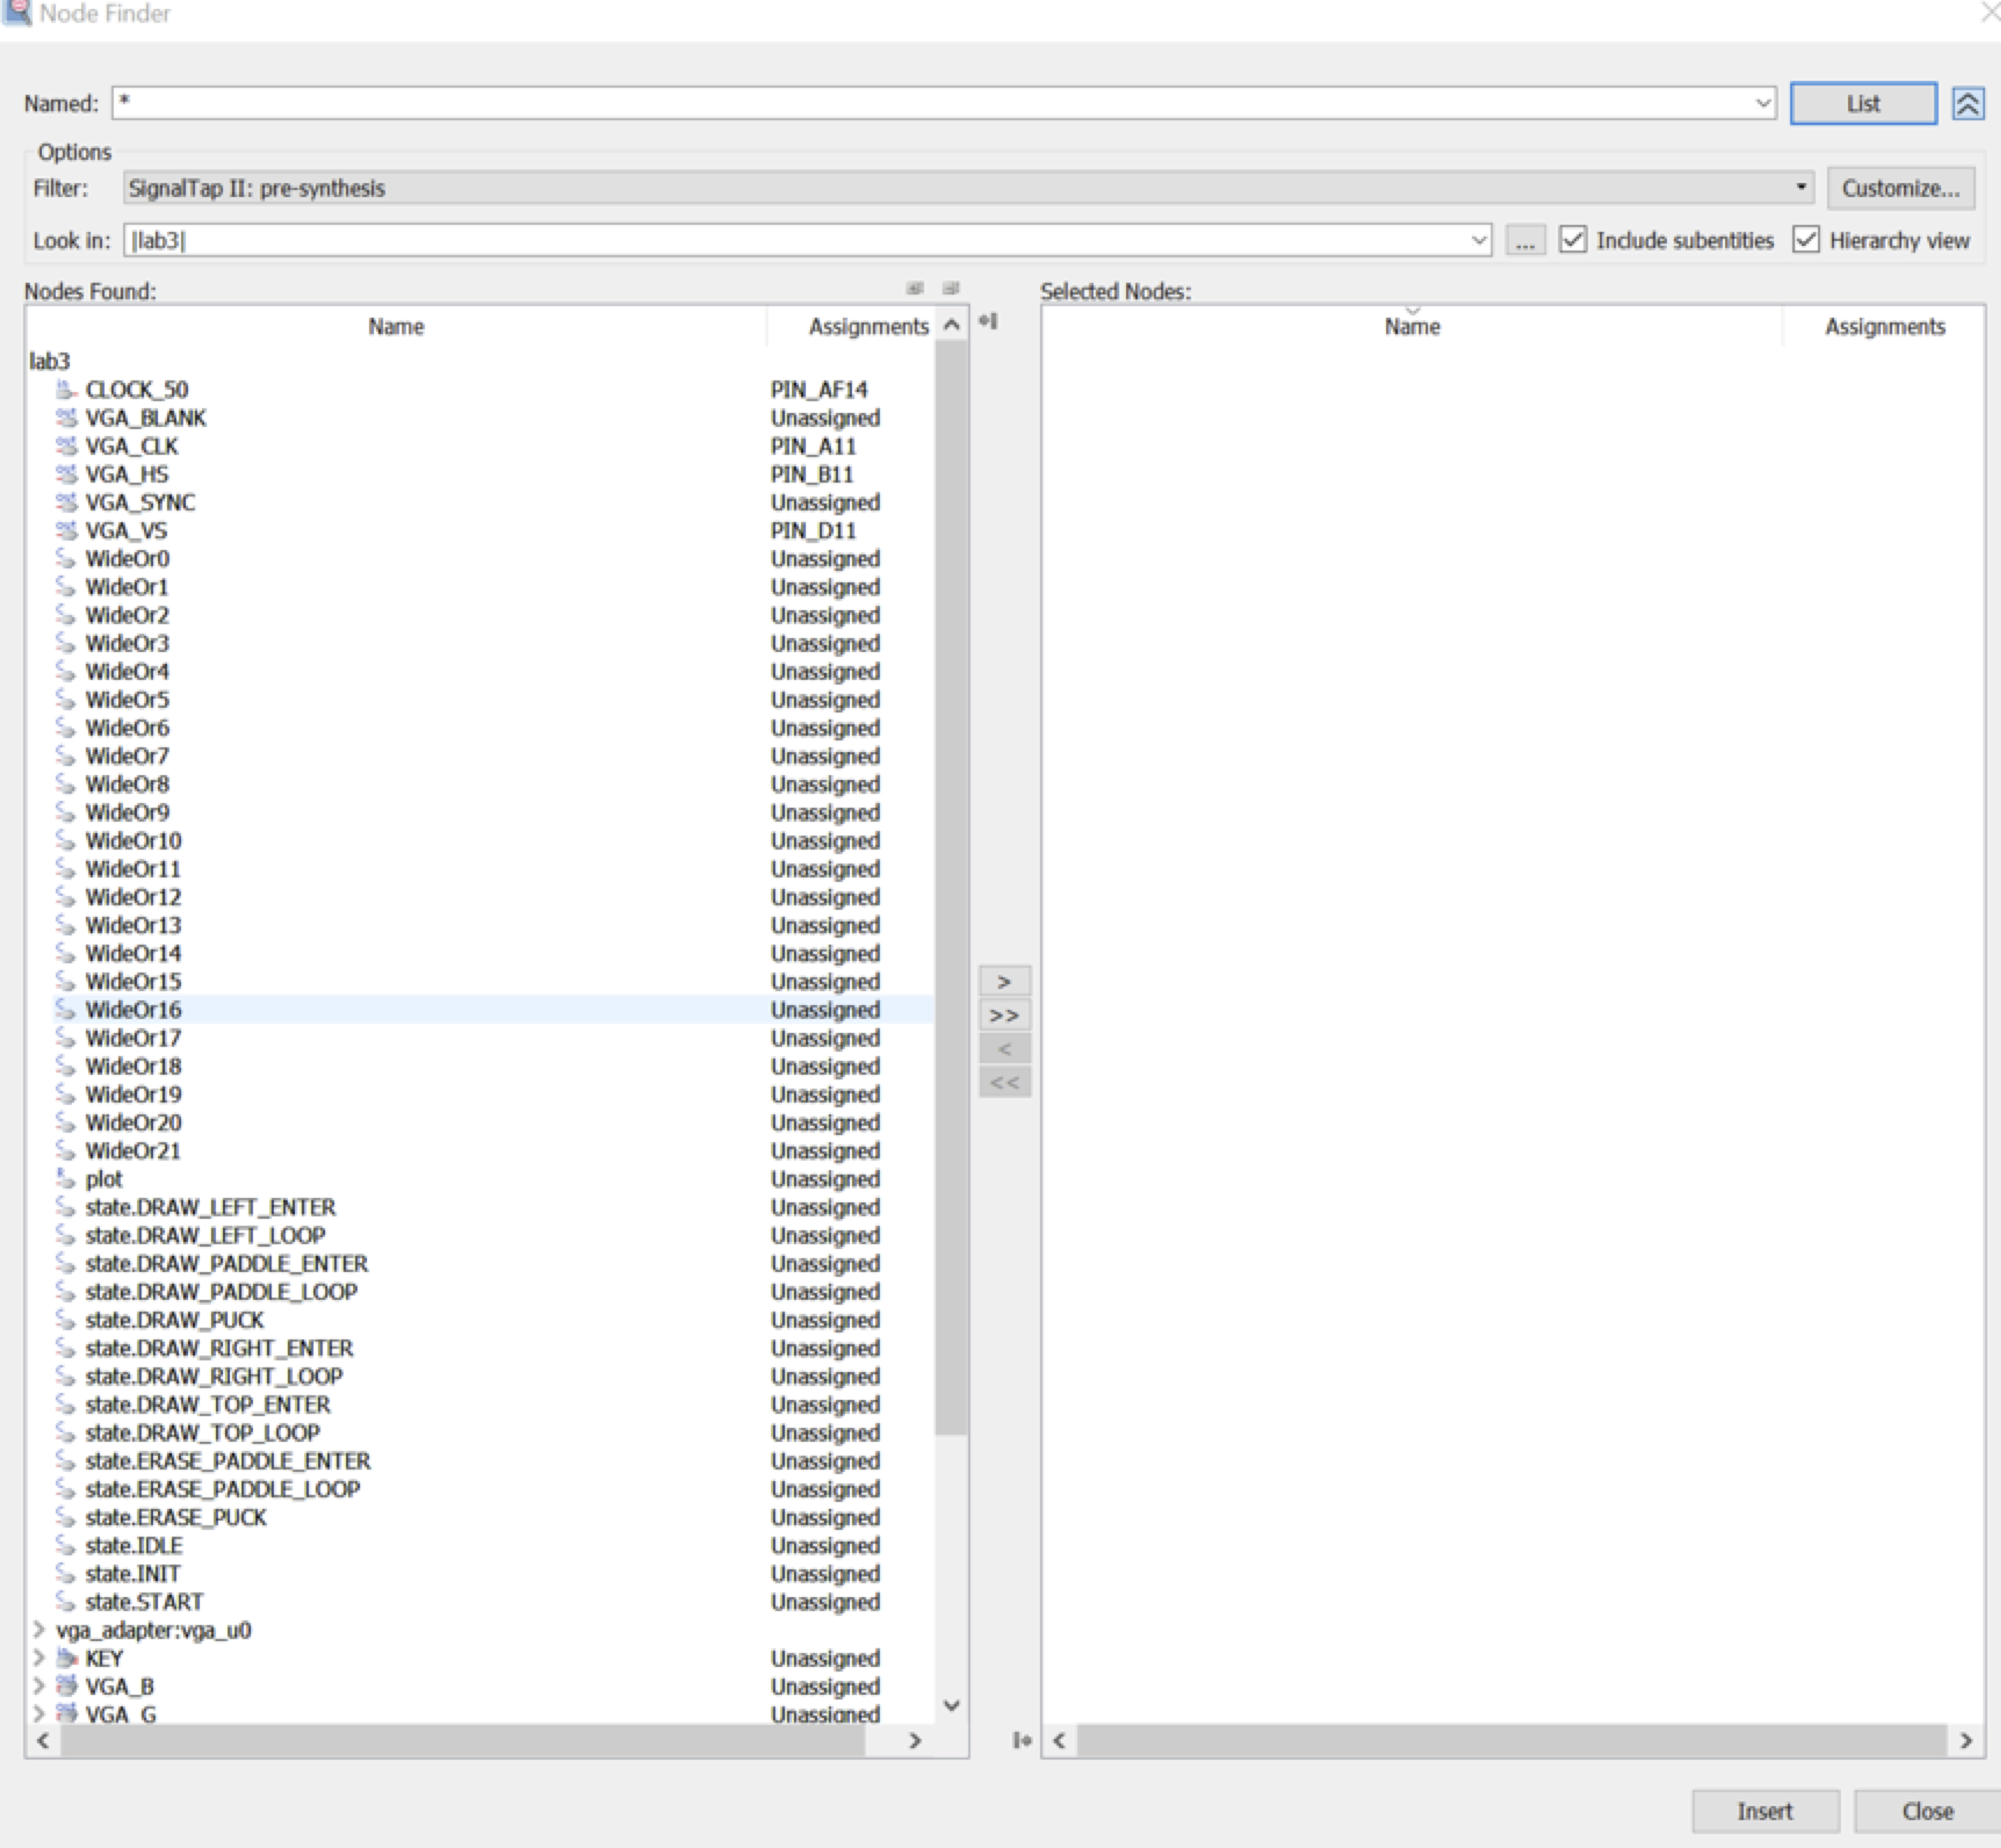 Node Finder
Named: * List
Options
Filter: SignalTap II: pre-synthesis Customize...
Look in: |lab3| ... Include subentities Hierarchy view
Nodes Found: Selected Nodes:
Name Assignments Name Assignments
lab3
CLOCK_50 PIN_AF14
VGA_BLANK Unassigned
VGA_CLK PIN_A11
VGA_HS PIN_B11
VGA_SYNC Unassigned
VGA_VS PIN_D11
WideOr0 Unassigned
WideOr1 Unassigned
WideOr2 Unassigned
WideOr3 Unassigned
WideOr4 Unassigned
WideOr5 Unassigned
WideOr6 Unassigned
WideOr7 Unassigned
WideOr8 Unassigned
WideOr9 Unassigned
WideOr10 Unassigned
WideOr11 Unassigned
WideOr12 Unassigned
WideOr13 Unassigned
WideOr14 Unassigned
WideOr15 Unassigned
>
WideOr16 Unassigned
>>
WideOr17 Unassigned
<
WideOr18 Unassigned
<<
WideOr19 Unassigned
WideOr20 Unassigned
WideOr21 Unassigned
plot Unassigned
state.DRAW_LEFT_ENTER Unassigned
state.DRAW_LEFT_LOOP Unassigned
state.DRAW_PADDLE_ENTER Unassigned
state.DRAW_PADDLE_LOOP Unassigned
state.DRAW_PUCK Unassigned
state.DRAW_RIGHT_ENTER Unassigned
state.DRAW_RIGHT_LOOP Unassigned
state.DRAW_TOP_ENTER Unassigned
state.DRAW_TOP_LOOP Unassigned
state.ERASE_PADDLE_ENTER Unassigned
state.ERASE_PADDLE_LOOP Unassigned
state.ERASE_PUCK Unassigned
state.IDLE Unassigned
state.INIT Unassigned
state.START Unassigned
vga_adapter:vga_u0
KEY Unassigned
VGA_B Unassigned
VGA_G Unassigned
Insert Close